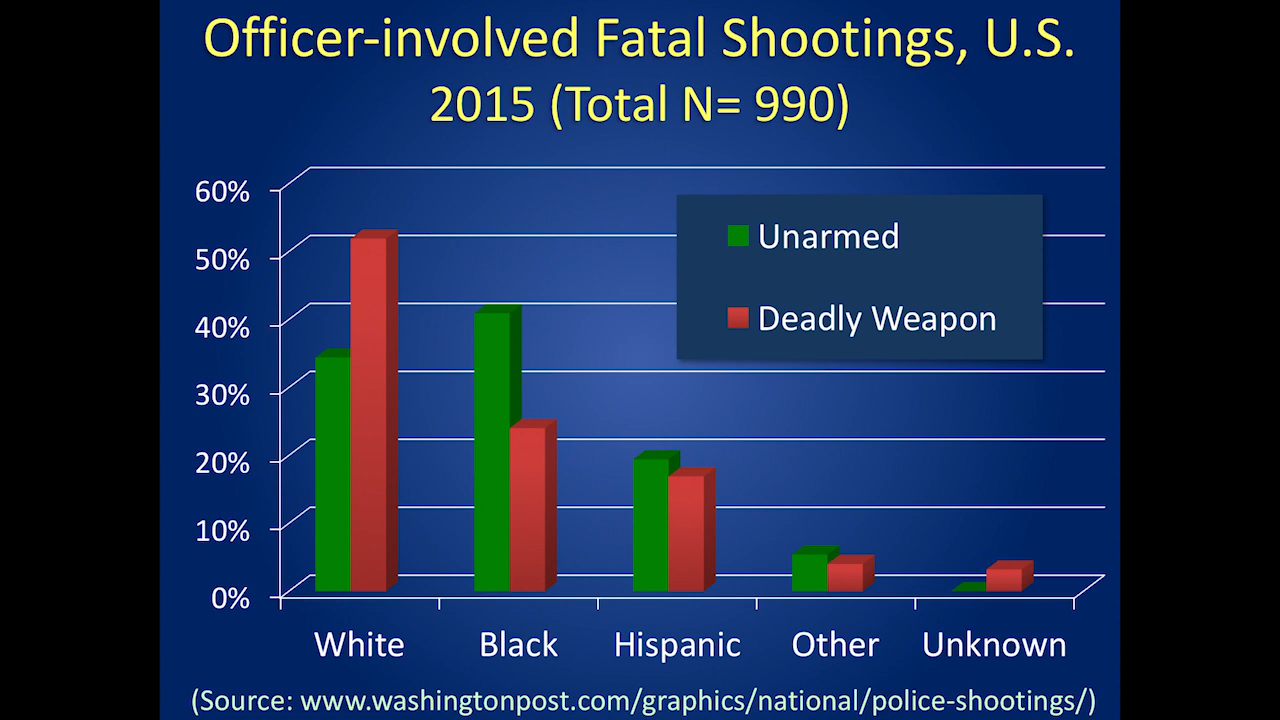 Officer-involved Fatal Shootings, U.S.
2015 (Total N= 990)
60%
50%
40%
30%
20%
10%
0%
Unarmed
Deadly Weapon
White Black Hispanic Other Unknown
(Source: www.washingtonpost.com/graphics/national/police-shootings/)